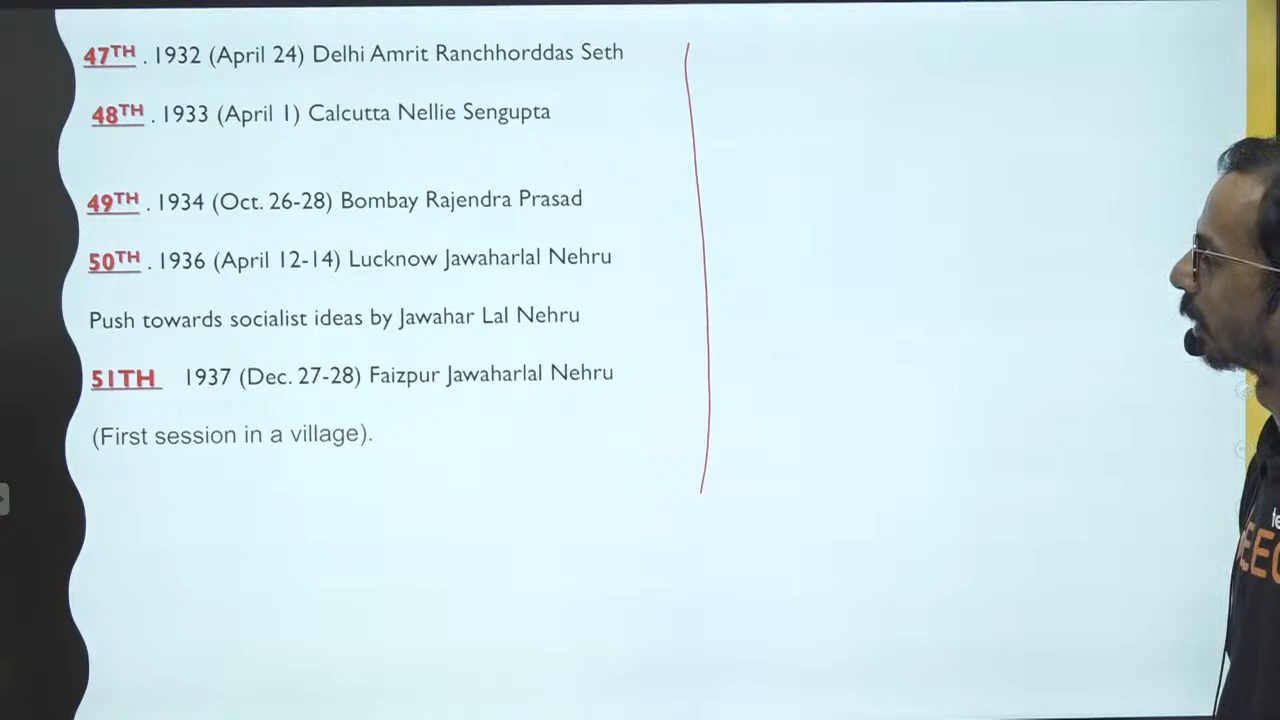 47TH . 1932 (April 24) Delhi Amrit Ranchhorddas Seth
48TH . 1933 (April 1) Calcutta Nellie Sengupta
49TH . 1934 (Oct. 26-28) Bombay Rajendra Prasad
50TH . 1936 (April 12-14) Lucknow Jawaharlal Nehru
Push towards socialist ideas by Jawahar Lal Nehru
51TH 1937 (Dec. 27-28) Faizpur Jawaharlal Nehru
(First session in a village).